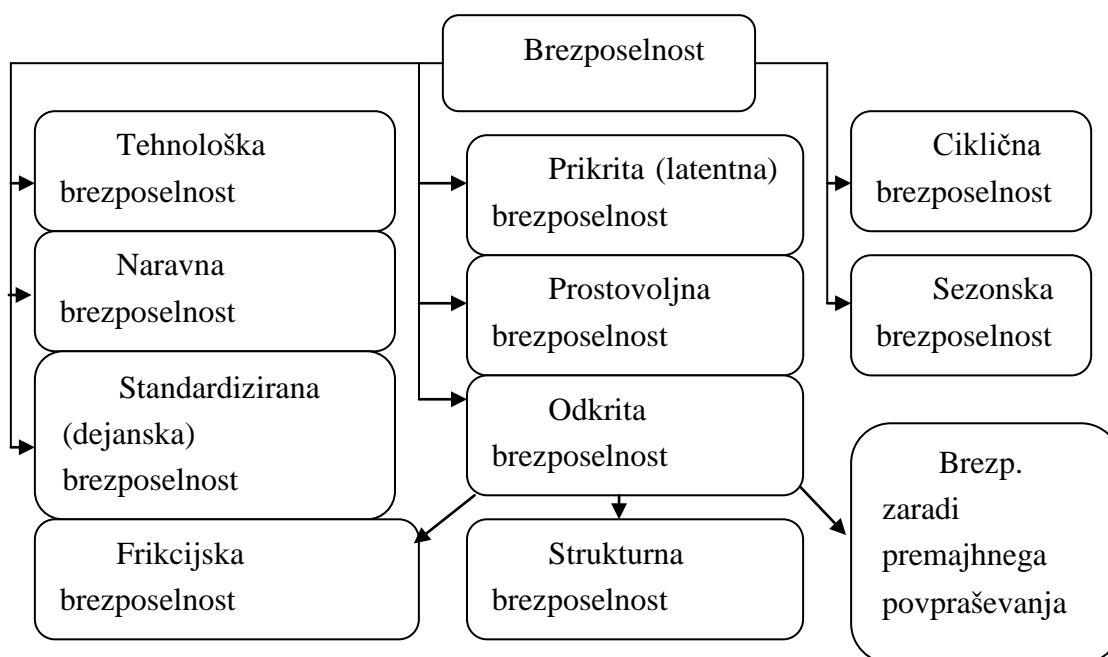 Brezposelnost
Tehnološka
brezposelnost
Prikrita (latentna)
brezposelnost
Ciklična
brezposelnost
Naravna
brezposelnost
Prostovoljna
brezposelnost
Sezonska
brezposelnost
Standardizirana
(dejanska)
brezposelnost
Odkrita
brezposelnost
Brezp.
zaradi
premajhnega
povpraševanja
Frikcijska
brezposelnost
Strukturna
brezposelnost